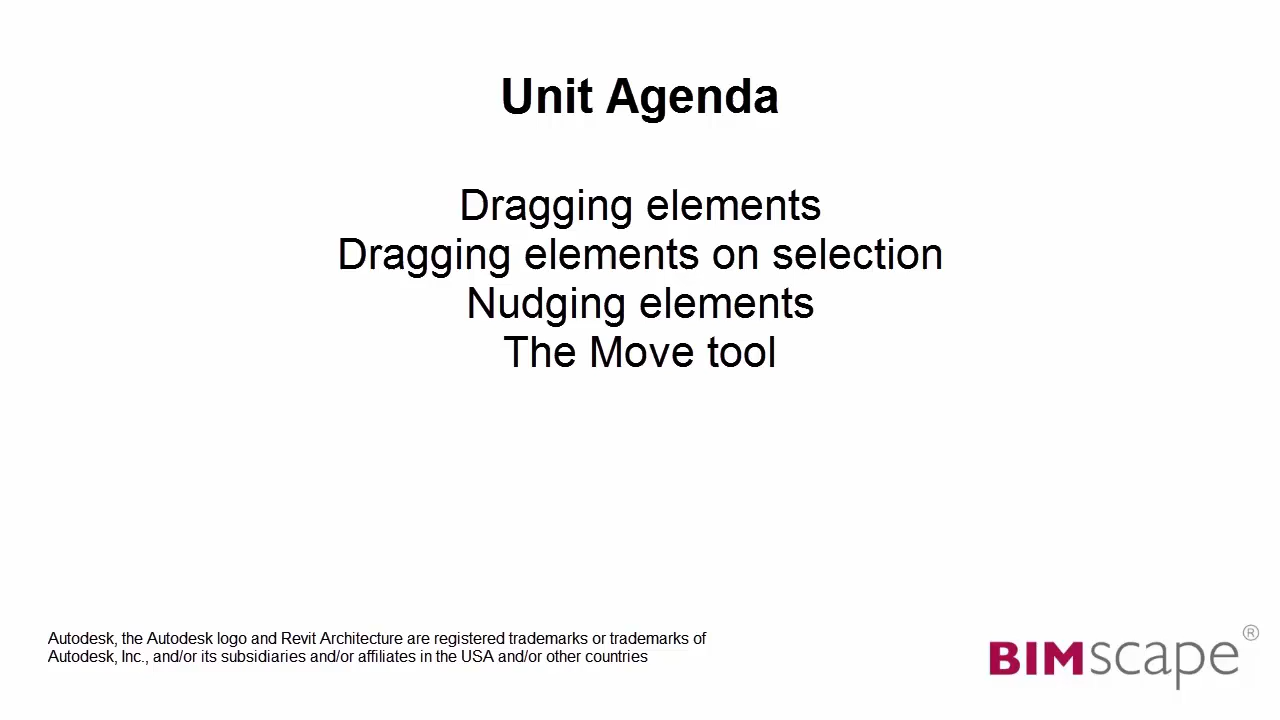 Unit Agenda
Dragging elements
Dragging elements on selection
Nudging elements
The Move tool
Autodesk, the Autodesk logo and Revit Architecture are registered trademarks or trademarks of
Autodesk, Inc., and/or its subsidiaries and/or affiliates in the USA and/or other countries
BIMscape®